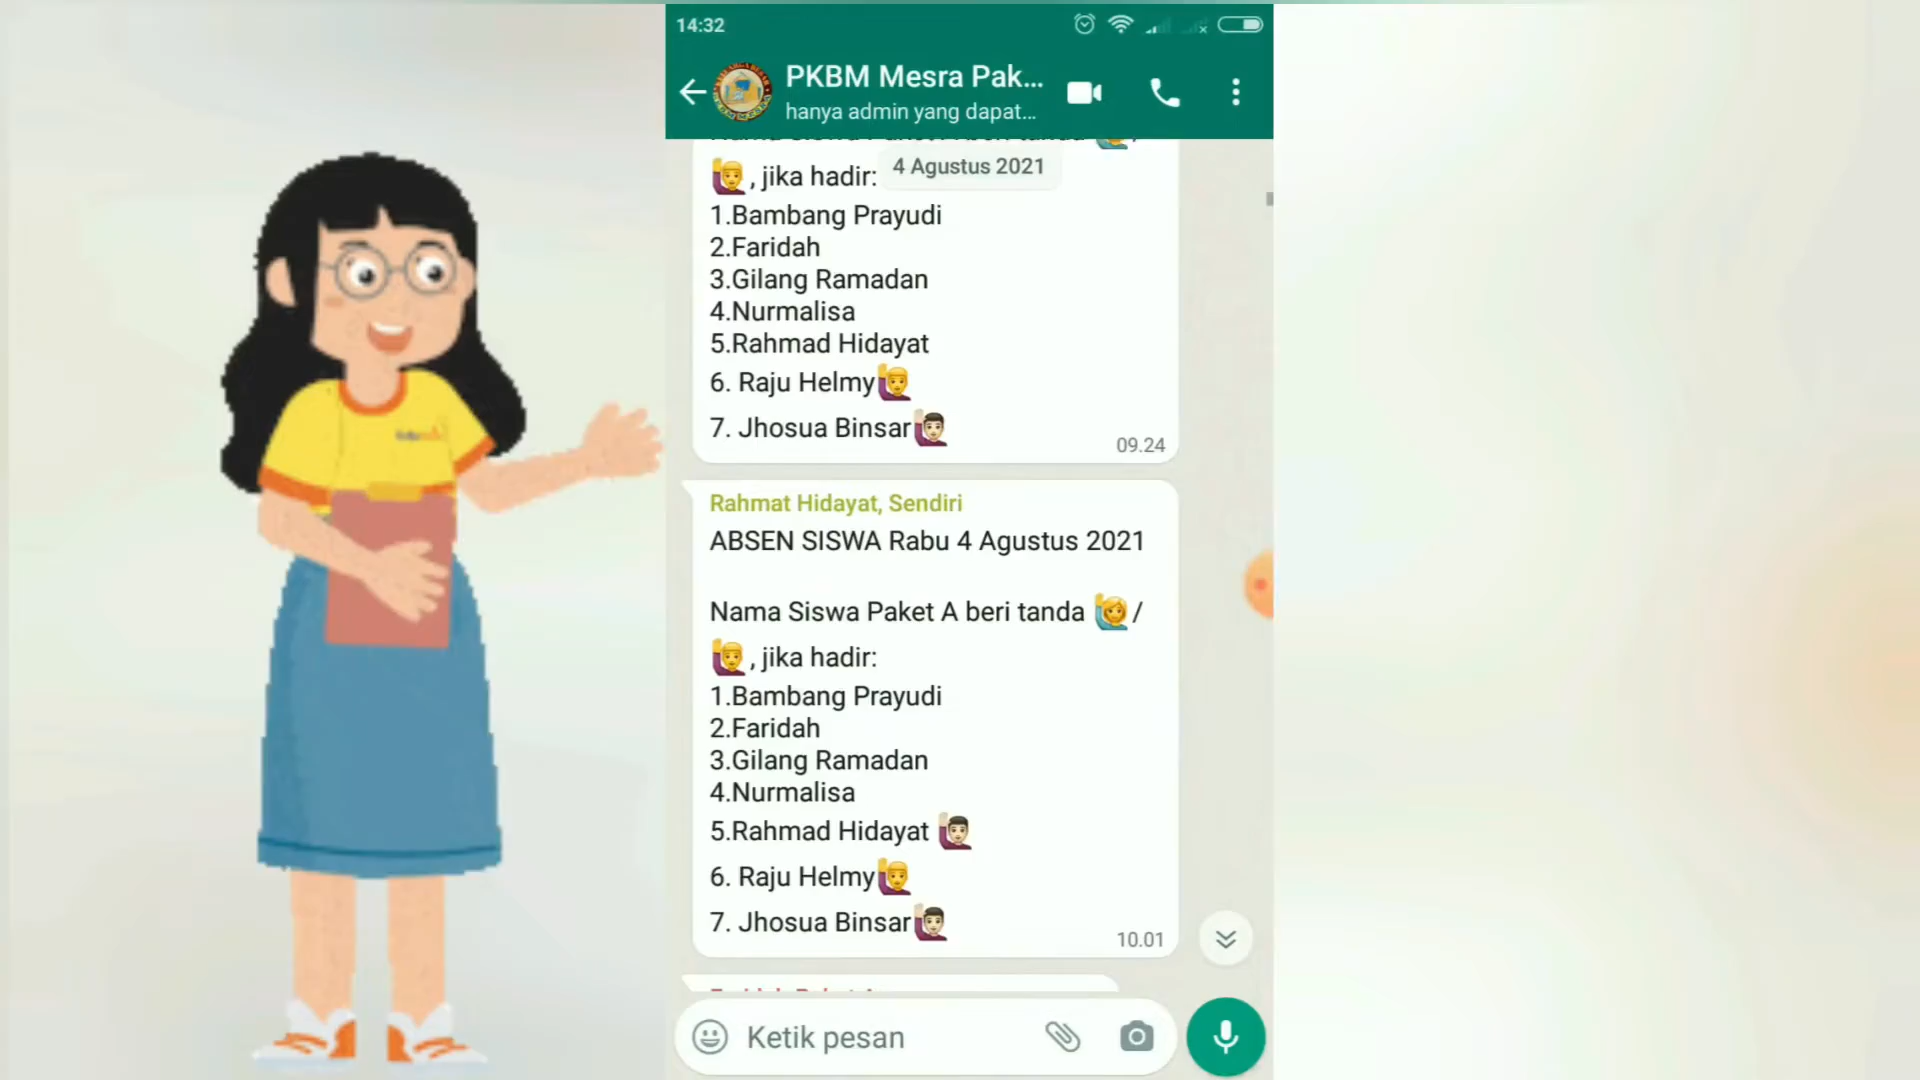 14:32
PKBM Mesra Pak...
hanya admin yang dapat...
4 Agustus 2021
🙋‍♂️, jika hadir:
1.Bambang Prayudi
2.Faridah
3.Gilang Ramadan
4.Nurmalisa
5.Rahmad Hidayat
6. Raju Helmy🙋‍♂️
7. Jhosua Binsar🙋🏻‍♂️
09.24
Rahmat Hidayat, Sendiri
ABSEN SISWA Rabu 4 Agustus 2021
Nama Siswa Paket A beri tanda 🙋‍♀️/
🙋‍♂️, jika hadir:
1.Bambang Prayudi
2.Faridah
3.Gilang Ramadan
4.Nurmalisa
5.Rahmad Hidayat 🙋🏻‍♂️
6. Raju Helmy🙋‍♂️
7. Jhosua Binsar🙋🏻‍♂️
10.01
Ketik pesan